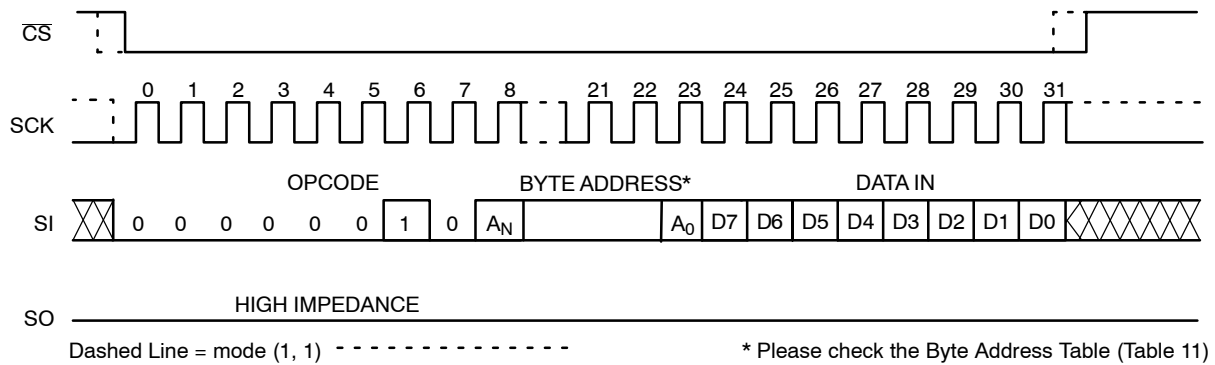 CS
0 1 2 3 4 5 6 7 8 21 22 23 24 25 26 27 28 29 30 31
SCK
OPCODE BYTE ADDRESS* DATA IN
SI 0 0 0 0 0 0 1 0 AN A0 D7 D6 D5 D4 D3 D2 D1 D0
HIGH IMPEDANCE
SO
Dashed Line = mode (1, 1) * Please check the Byte Address Table (Table 11)